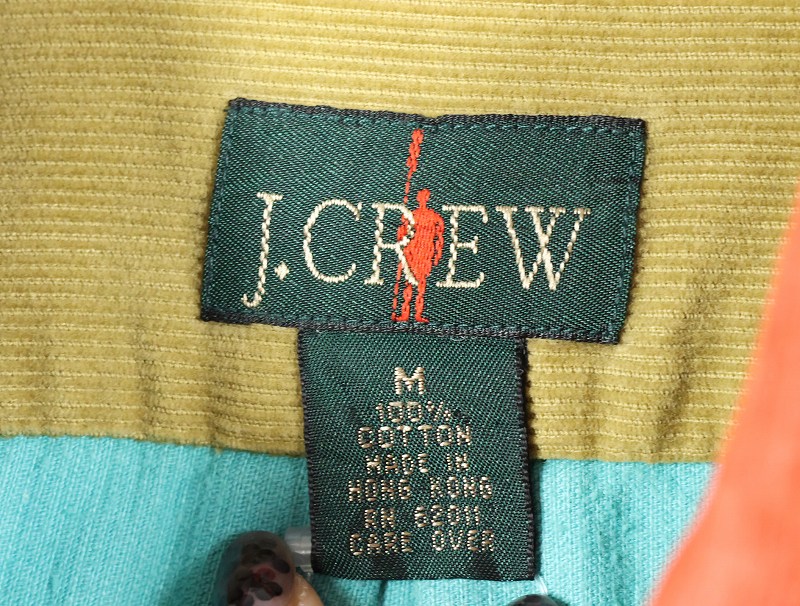 J.CREW
M
100%
COTTON
MADE IN
HONG KONG
RN 62011
CARE OVER